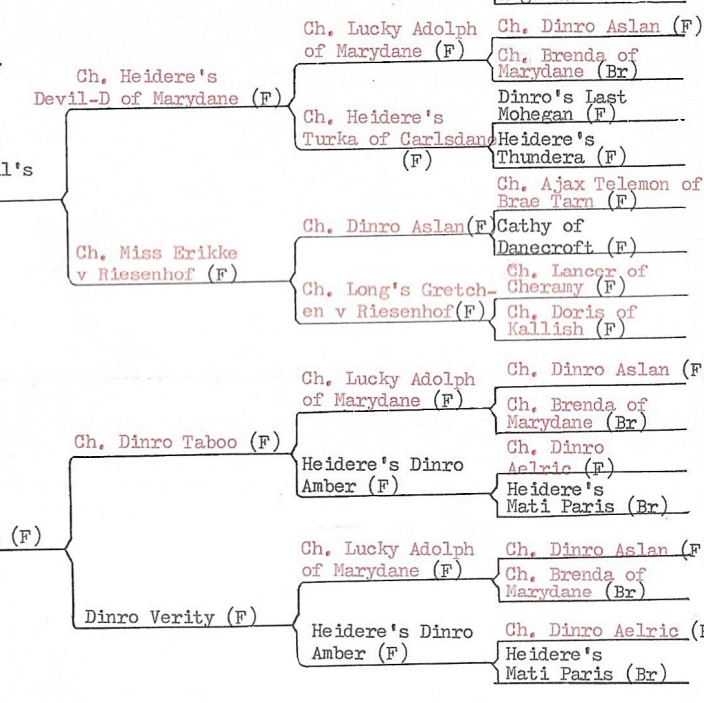 Ch. Lucky Adolph
of Marydane (F)
Ch. Dinro Aslan (F)
Ch. Brenda of
Marydane (Br)
Ch. Heidere's
Devil-D of Marydane (F)
Dinro's Last
Mohegan (F)
Ch. Heidere's
Turka of Carlsdane
(F)
Heidere's
Thundera (F)
l's
Ch. Ajax Telemon of
Brae Tarn (F)
Ch. Dinro Aslan(F)
Cathy of
Danecroft (F)
Ch. Miss Erikke
v Riesenhof (F)
Ch. Lancer of
Cheramy (F)
Ch. Long's Gretch-
en v Riesenhof(F)
Ch. Doris of
Kallish (F)
Ch. Lucky Adolph
of Marydane (F)
Ch. Dinro Aslan (F
Ch. Brenda of
Marydane (Br)
Ch. Dinro Taboo (F)
Ch. Dinro
Aelric (F)
Heidere's Dinro
Amber (F)
Heidere's
Mati Paris (Br)
(F)
Ch. Lucky Adolph
of Marydane (F)
Ch. Dinro Aslan (F
Ch. Brenda of
Marydane (Br)
Dinro Verity (F)
Heidere's Dinro
Amber (F)
Ch. Dinro Aelric (F
Heidere's
Mati Paris (Br)